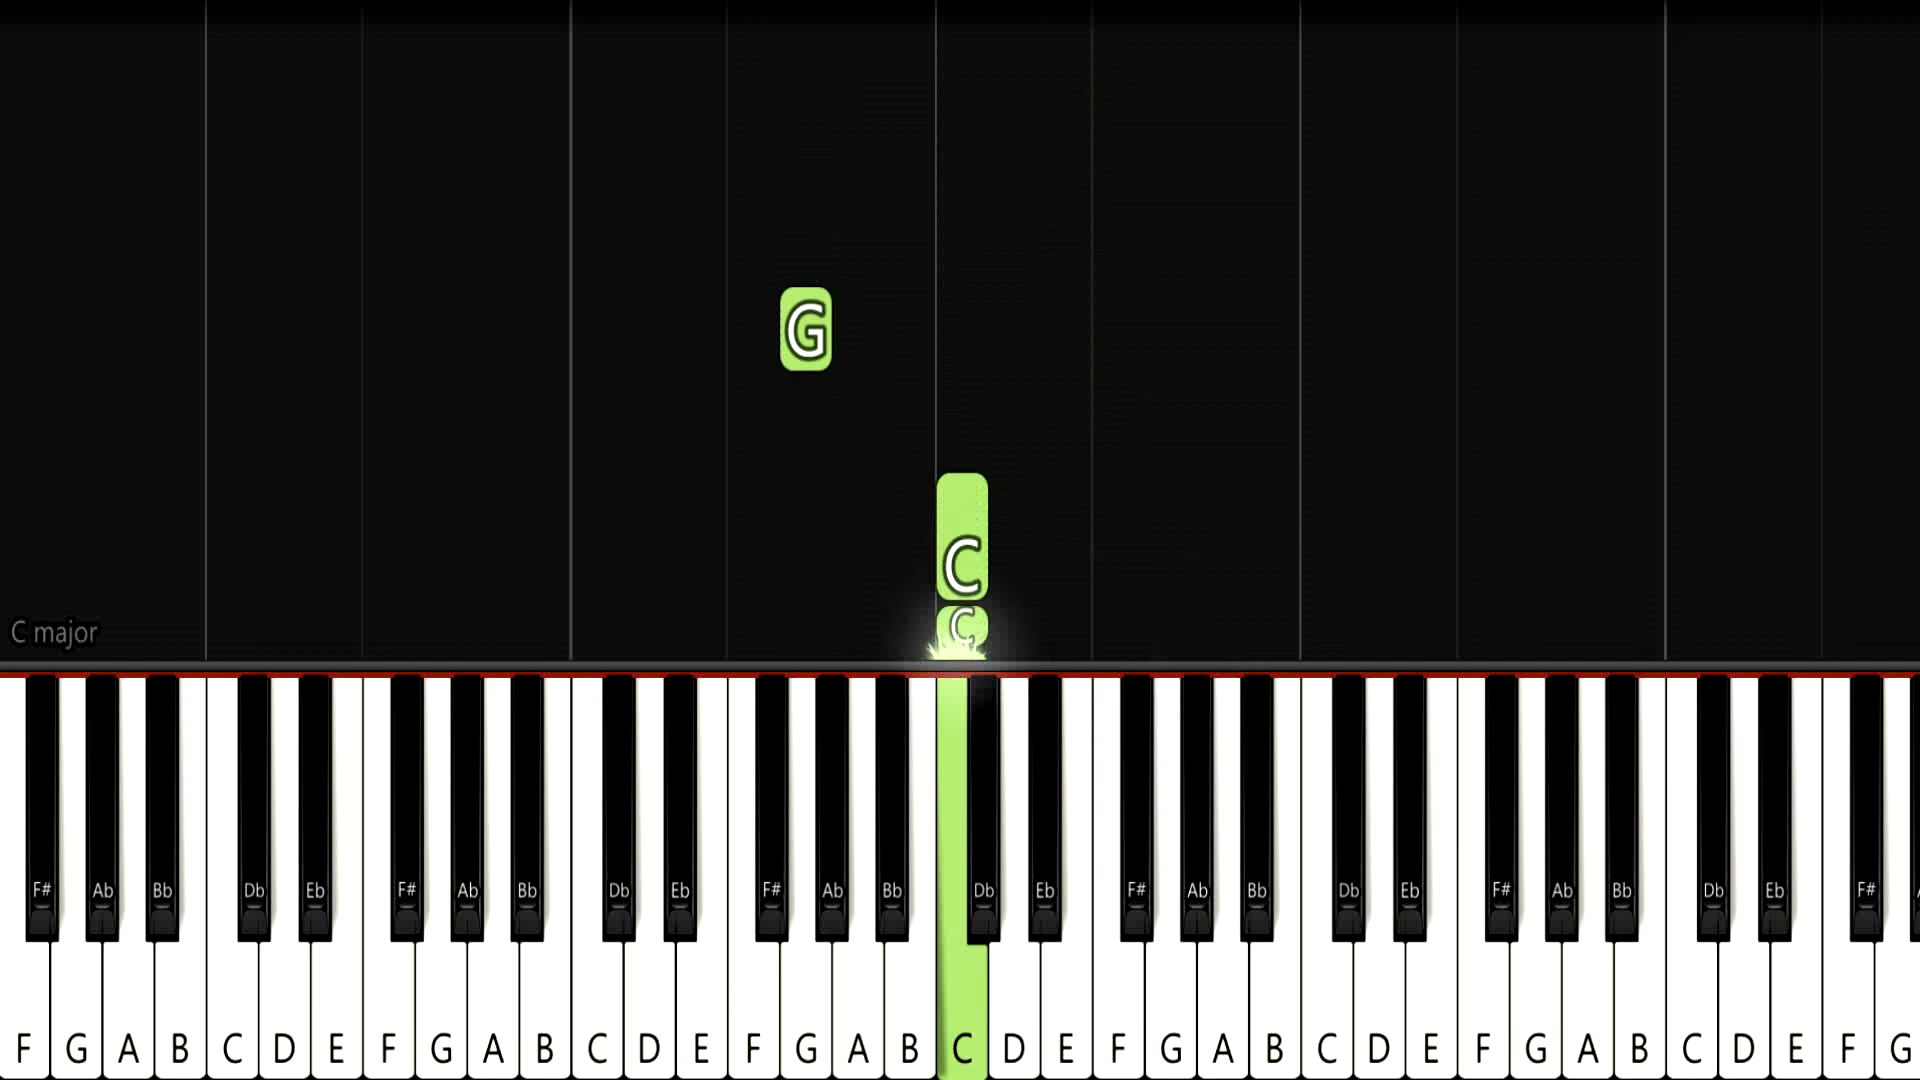 G
C
C
C major
F# Ab Bb Db Eb F# Ab Bb Db Eb F# Ab Bb Db Eb F# Ab Bb Db Eb F# Ab Bb Db Eb F#
F G A B C D E F G A B C D E F G A B C D E F G A B C D E F G A B C D E F G